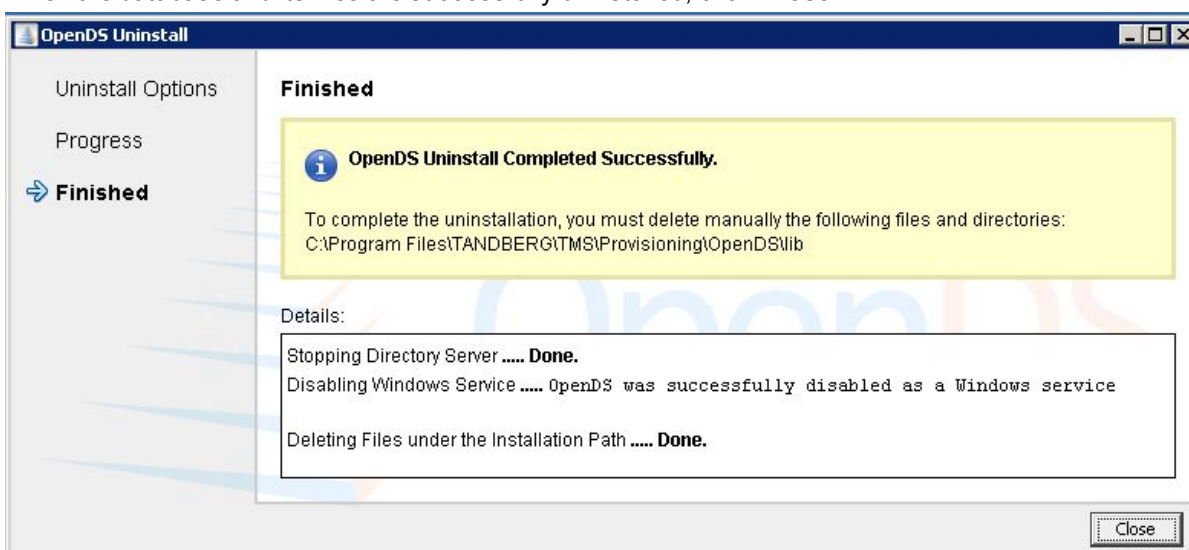 OpenDS Uninstall
Uninstall Options
Progress
Finished
Finished
OpenDS Uninstall Completed Successfully.
To complete the uninstallation, you must delete manually the following files and directories:
C:\Program Files\TANDBERG\TMS\Provisioning\OpenDS\lib
OpenDS
Details:
Stopping Directory Server ..... Done.
Disabling Windows Service ..... OpenDS was successfully disabled as a Windows service
Deleting Files under the Installation Path ..... Done.
Close